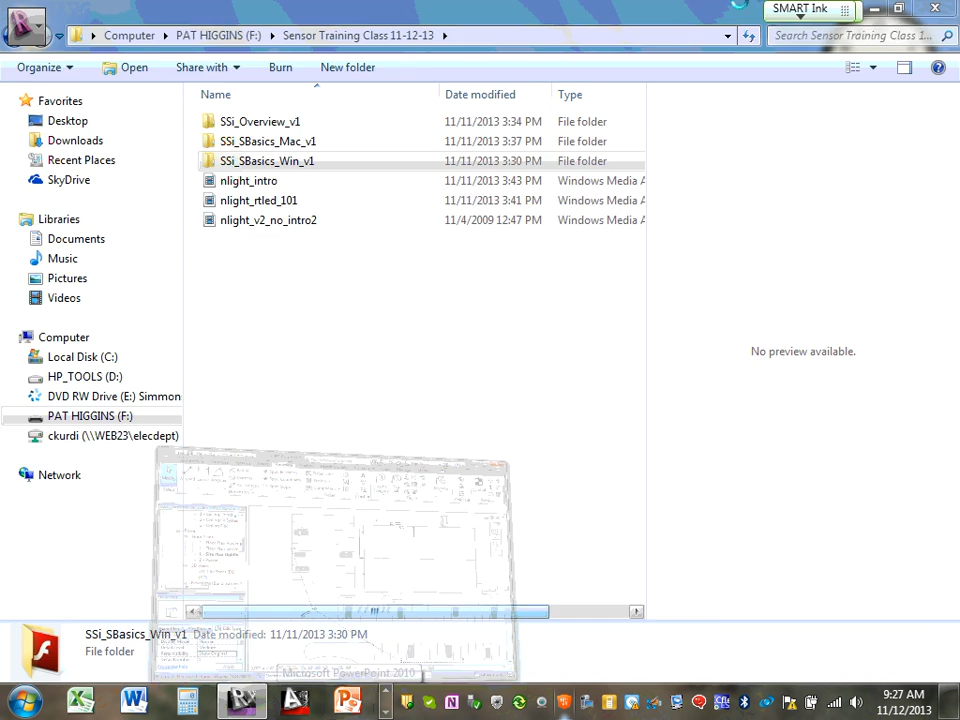 SMART Ink
Computer PAT HIGGINS (F:) Sensor Training Class 11-12-13
Search Sensor Training Class 1...
Organize Open Share with Burn New folder
Name Date modified Type
Favorites
Desktop
Downloads
Recent Places
SkyDrive
Libraries
Documents
Music
Pictures
Videos
Computer
Local Disk (C:)
HP_TOOLS (D:)
DVD RW Drive (E:) Simmon
PAT HIGGINS (F:)
ckurdi (\\WEB23\elecdept)
Network
SSi_Overview_v1 11/11/2013 3:34 PM File folder
SSi_SBasics_Mac_v1 11/11/2013 3:37 PM File folder
SSi_SBasics_Win_v1 11/11/2013 3:30 PM File folder
nlight_intro 11/11/2013 3:43 PM Windows Media A
nlight_rtled_101 11/11/2013 3:41 PM Windows Media A
nlight_v2_no_intro2 11/4/2009 12:47 PM Windows Media A
No preview available.
SSi_SBasics_Win_v1 Date modified: 11/11/2013 3:30 PM
File folder
Microsoft PowerPoint 2010
9:27 AM
11/12/2013